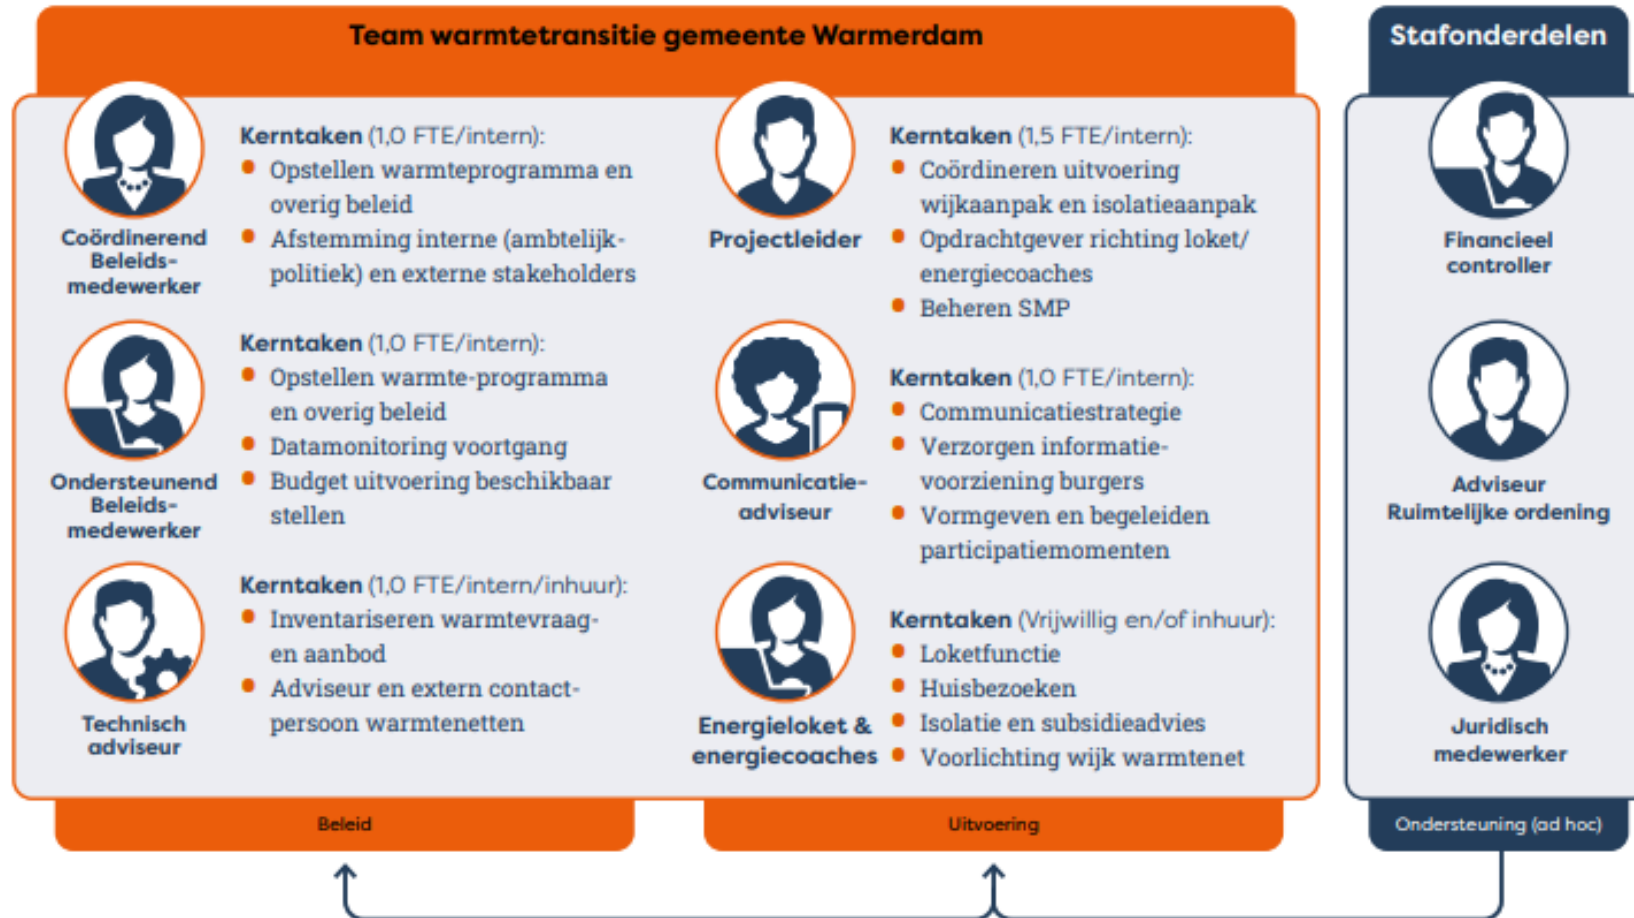 Team warmtetransitie gemeente Warmerdam
Coördinerend
Beleids-
medewerker
Kerntaken (1,0 FTE/intern):
Opstellen warmteprogramma en
overig beleid
Afstemming interne (ambtelijk-
politiek) en externe stakeholders
Ondersteunend
Beleids-
medewerker
Kerntaken (1,0 FTE/intern):
Opstellen warmte-programma
en overig beleid
Datamonitoring voortgang
Budget uitvoering beschikbaar
stellen
Technisch
adviseur
Kerntaken (1,0 FTE/intern/inhuur):
Inventariseren warmtevraag-
en aanbod
Adviseur en extern contact-
persoon warmtenetten
Beleid
Projectleider
Kerntaken (1,5 FTE/intern):
Coördineren uitvoering
wijkaanpak en isolatieaanpak
Opdrachtgever richting loket/
energiecoaches
Beheren SMP
Communicatie-
adviseur
Kerntaken (1,0 FTE/intern):
Communicatiestrategie
Verzorgen informatie-
voorziening burgers
Vormgeven en begeleiden
participatiemomenten
Energieloket &
energiecoaches
Kerntaken (Vrijwillig en/of inhuur):
Loketfunctie
Huisbezoeken
Isolatie en subsidieadvies
Voorlichting wijk warmtenet
Uitvoering
Stafonderdelen
Financieel
controller
Adviseur
Ruimtelijke ordening
Juridisch
medewerker
Ondersteuning (ad hoc)